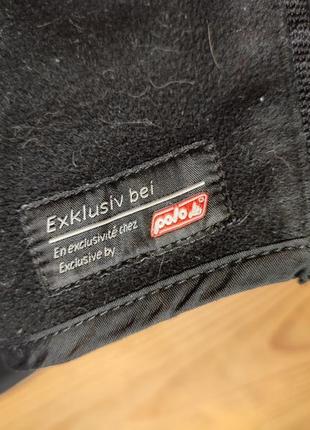 Exklusiv bei
En exclusivité chez
Exclusive by
polo